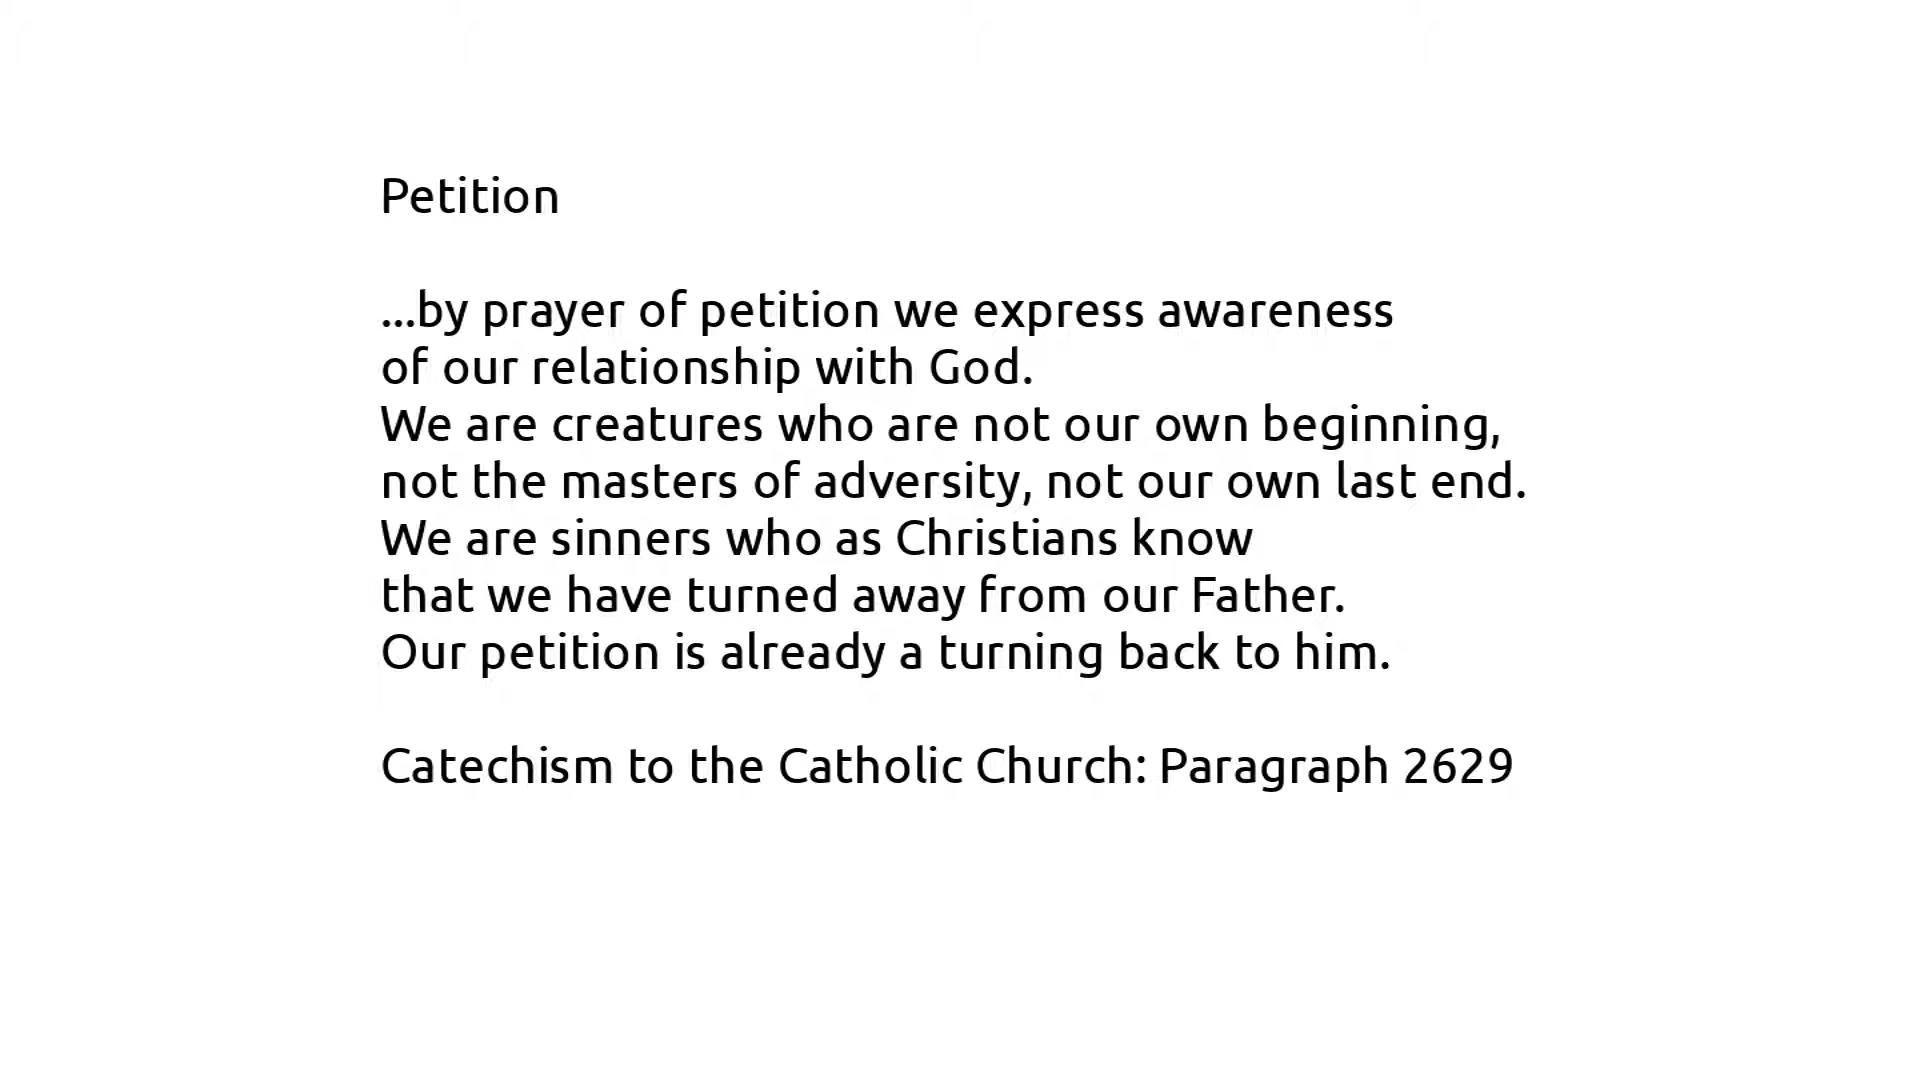 Petition
...by prayer of petition we express awareness
of our relationship with God.
We are creatures who are not our own beginning,
not the masters of adversity, not our own last end.
We are sinners who as Christians know
that we have turned away from our Father.
Our petition is already a turning back to him.
Catechism to the Catholic Church: Paragraph 2629